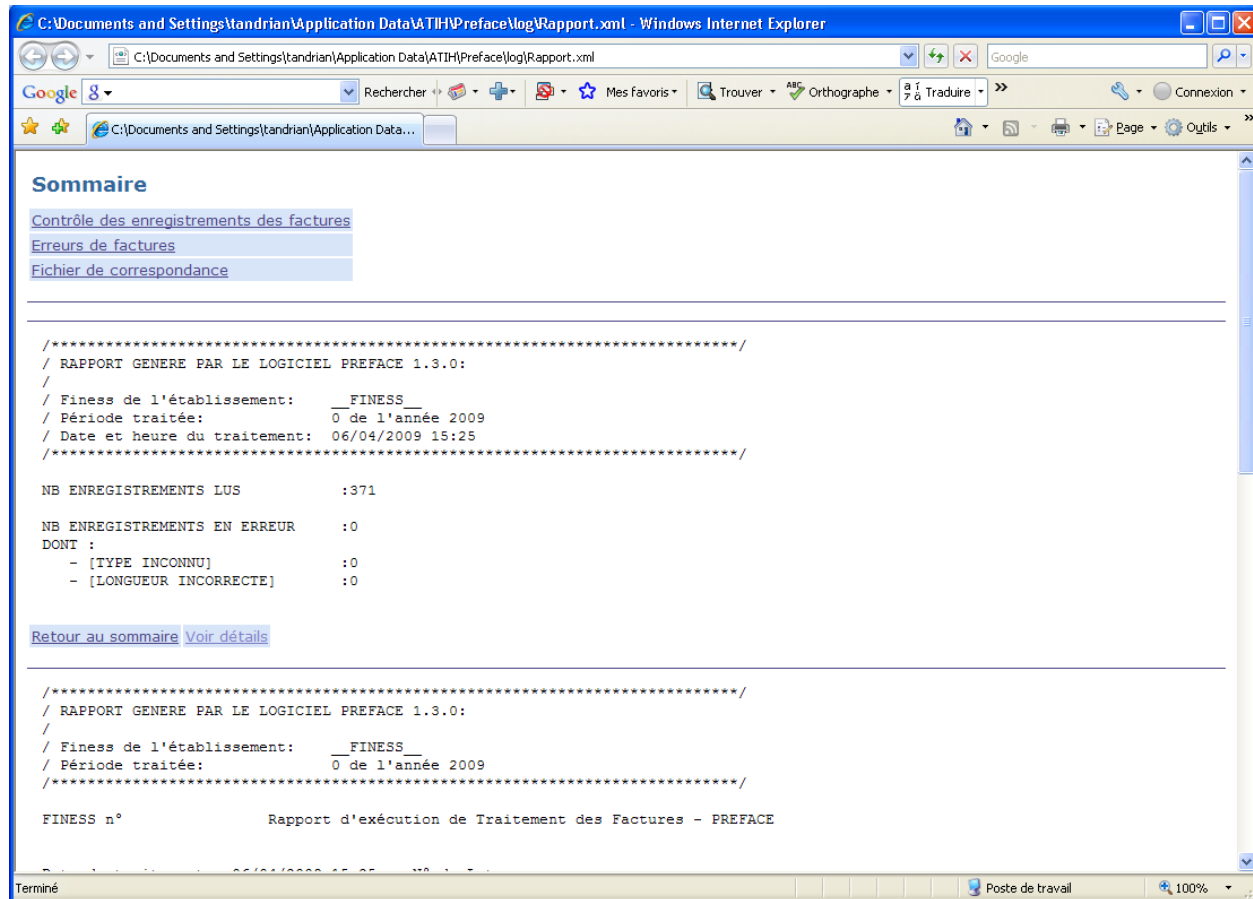 C:\Documents and Settings\tandrian\Application Data\ATIH\Preface\log\Rapport.xml - Windows Internet Explorer
C:\Documents and Settings\tandrian\Application Data\ATIH\Preface\log\Rapport.xml Google
Google Rechercher Mes favoris Trouver ABC Orthographe Traduire » Connexion
C:\Documents and Settings\tandrian\Application Data... Page Outils »
Sommaire
Contrôle des enregistrements des factures
Erreurs de factures
Fichier de correspondance
/****************************************************************************/
/ RAPPORT GENERE PAR LE LOGICIEL PREFACE 1.3.0:
/
/ Finess de l'établissement: __FINESS__
/ Période traitée: 0 de l'année 2009
/ Date et heure du traitement: 06/04/2009 15:25
/****************************************************************************/
NB ENREGISTREMENTS LUS :371
NB ENREGISTREMENTS EN ERREUR :0
DONT :
- [TYPE INCONNU] :0
- [LONGUEUR INCORRECTE] :0
Retour au sommaire Voir détails
/****************************************************************************/
/ RAPPORT GENERE PAR LE LOGICIEL PREFACE 1.3.0:
/
/ Finess de l'établissement: __FINESS__
/ Période traitée: 0 de l'année 2009
/****************************************************************************/
FINESS n° Rapport d'exécution de Traitement des Factures - PREFACE
Terminé Poste de travail 100%